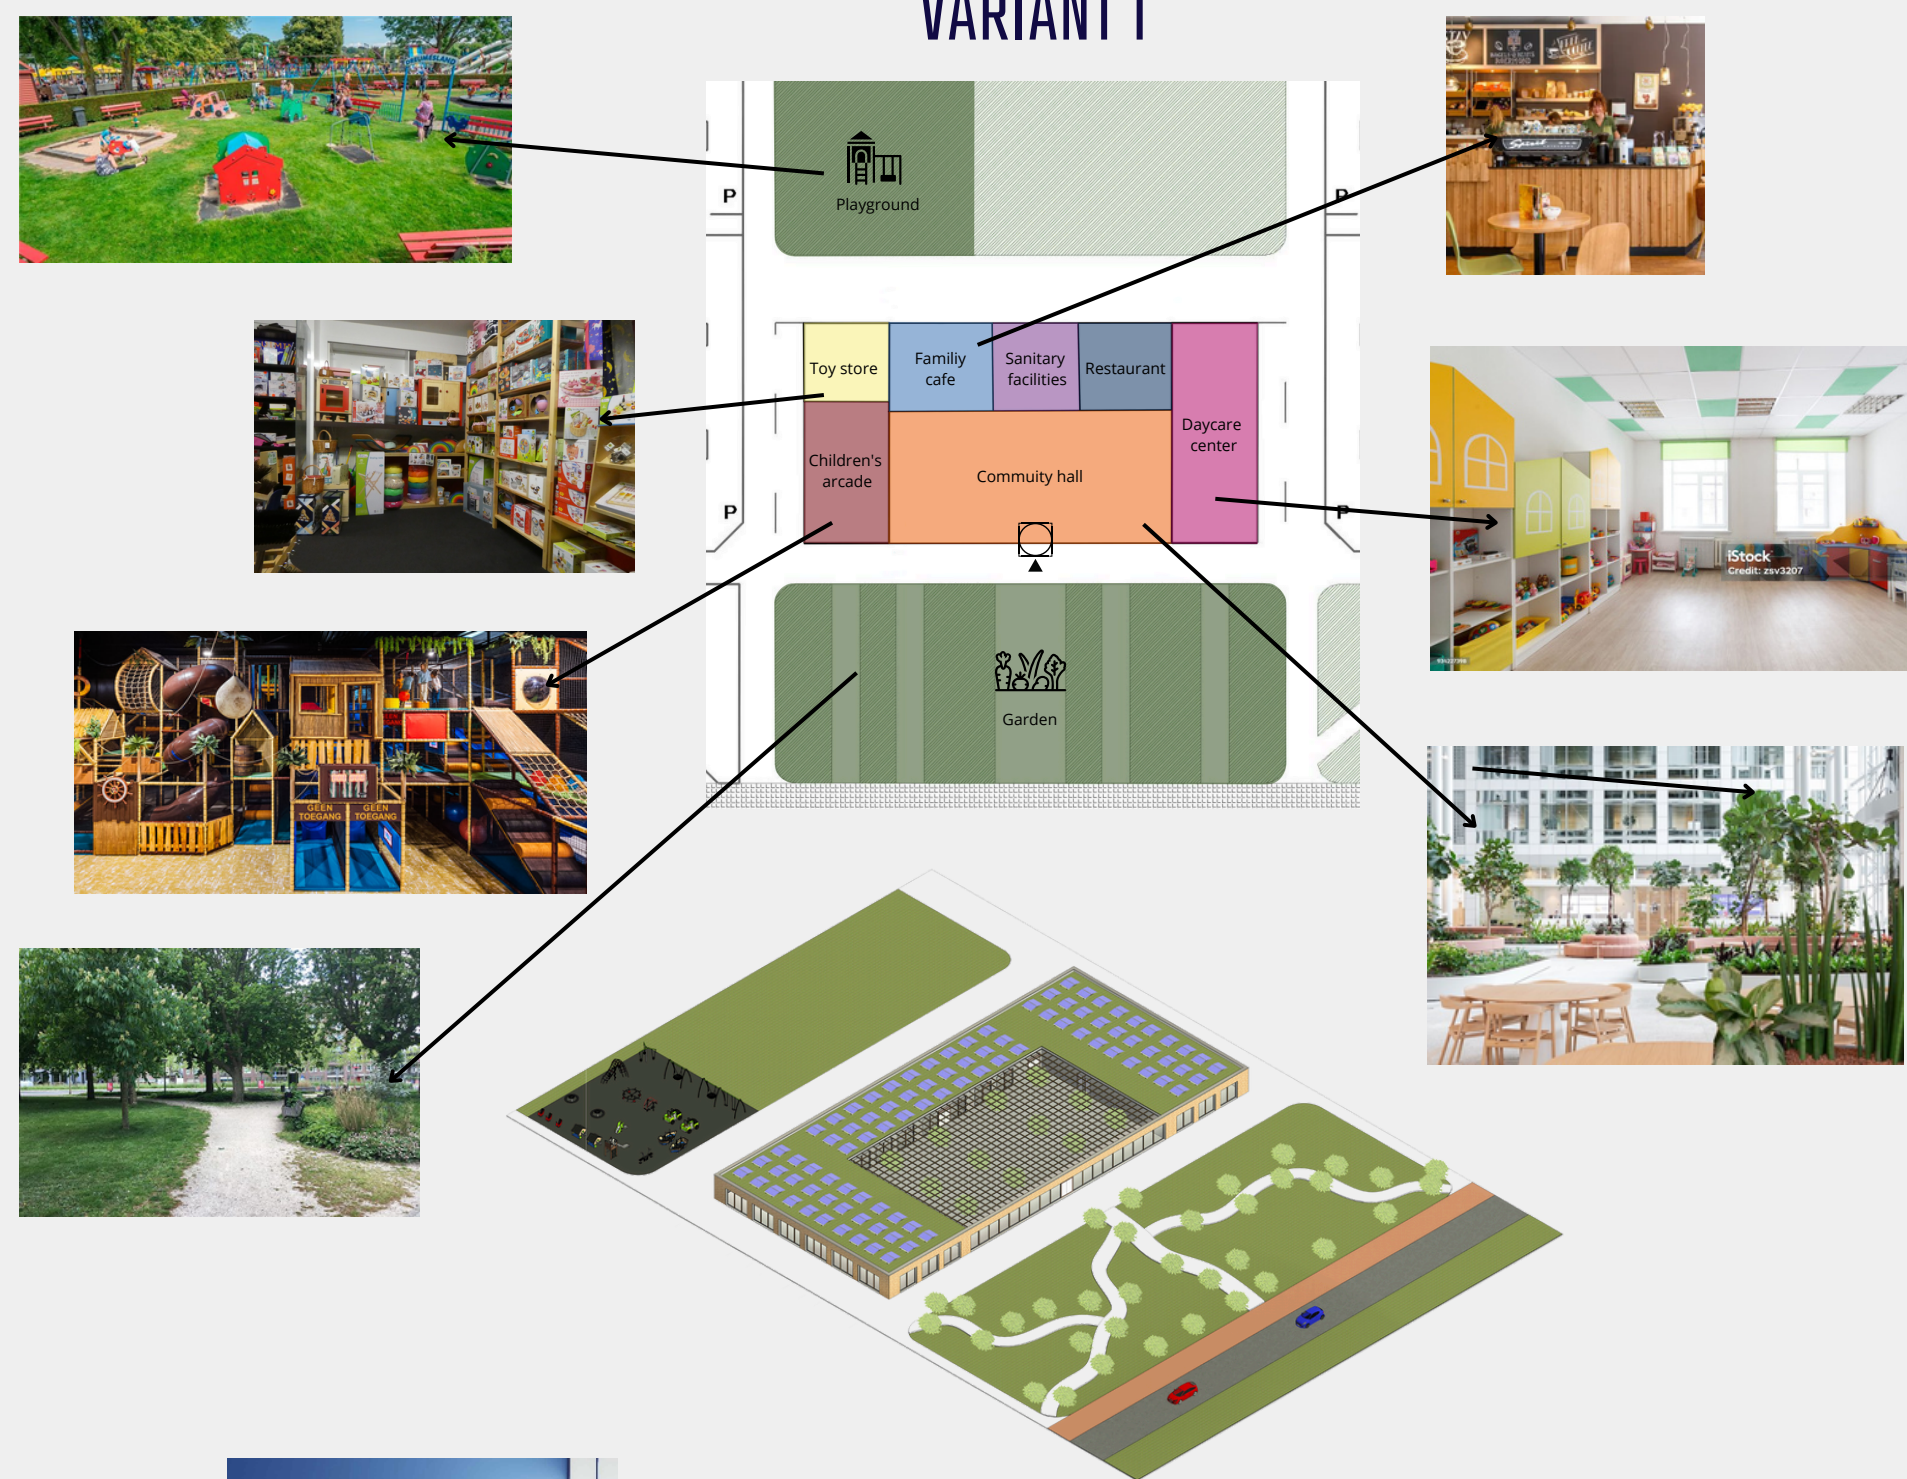 VARIANT 1
Playground
P
P
Toy store
Familiy
cafe
Sanitary
facilities
Restaurant
Daycare
center
Children's
arcade
Commuity hall
P
P
Garden
iStock
Credit: zsv3207
GEEN
TOEGANG
GEEN
TOEGANG